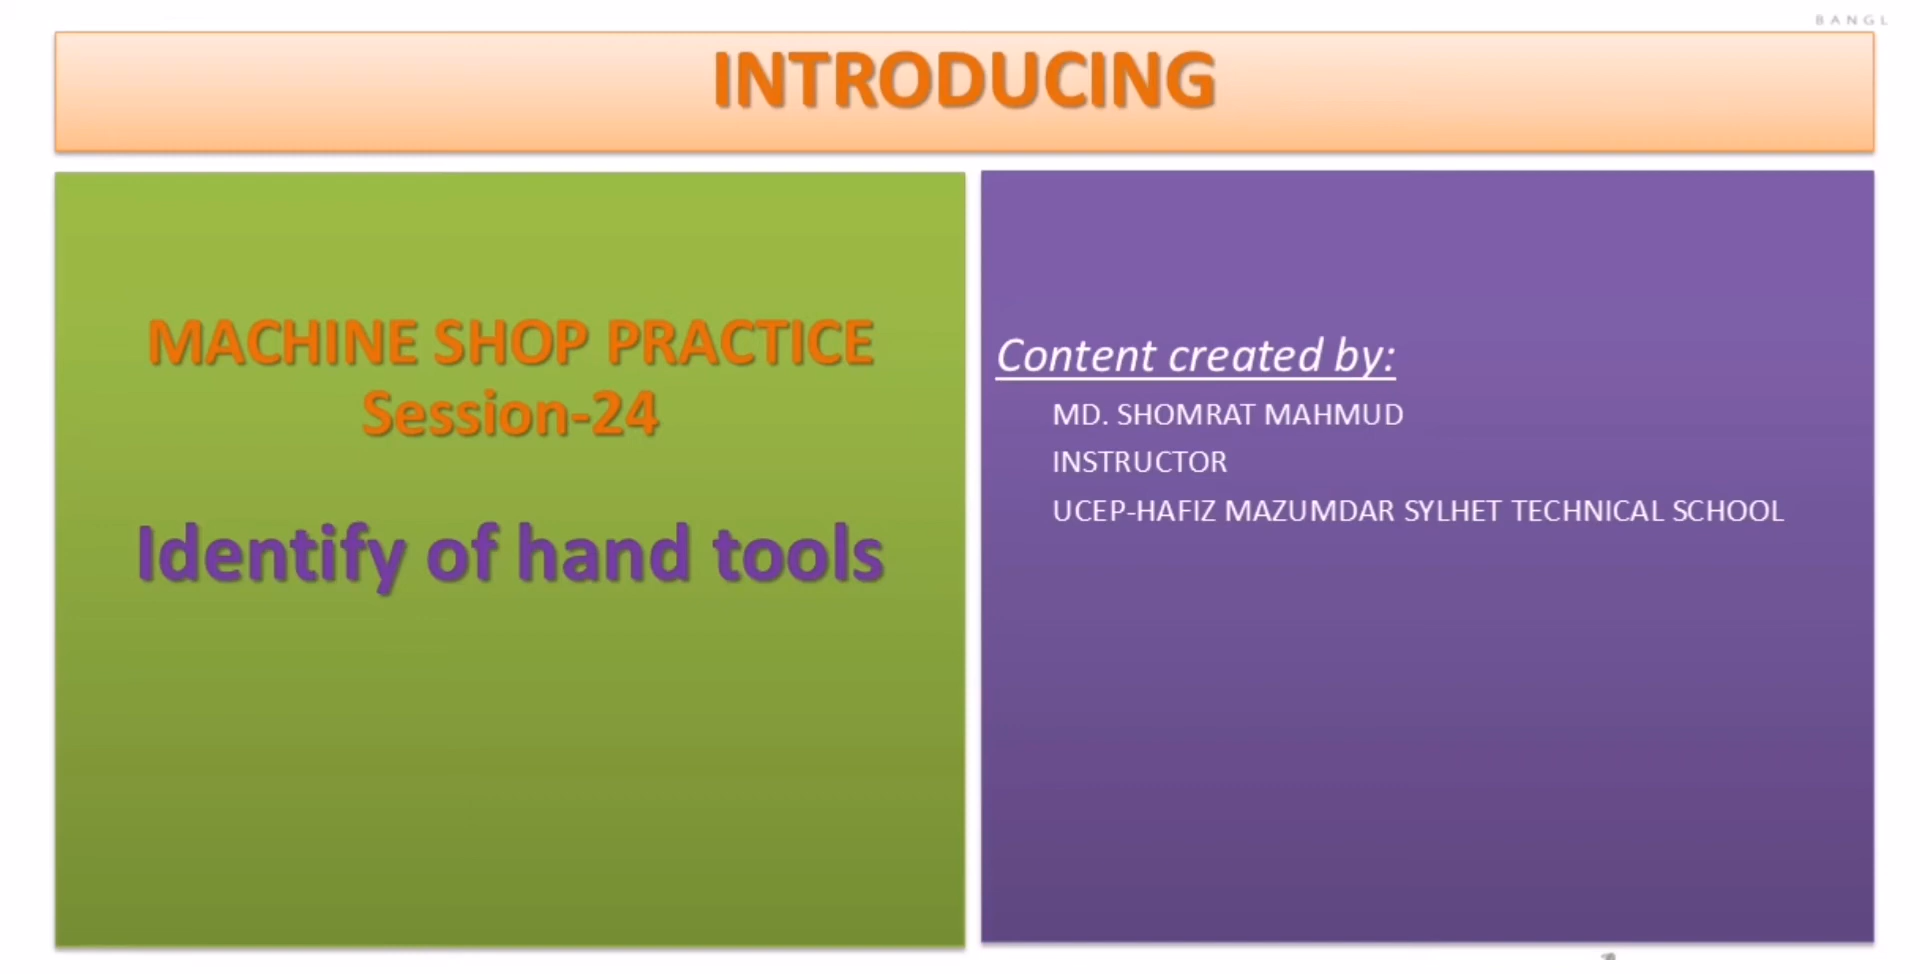 BANGL
INTRODUCING
MACHINE SHOP PRACTICE
Session-24
Identify of hand tools
Content created by:
MD. SHOMRAT MAHMUD
INSTRUCTOR
UCEP-HAFIZ MAZUMDAR SYLHET TECHNICAL SCHOOL